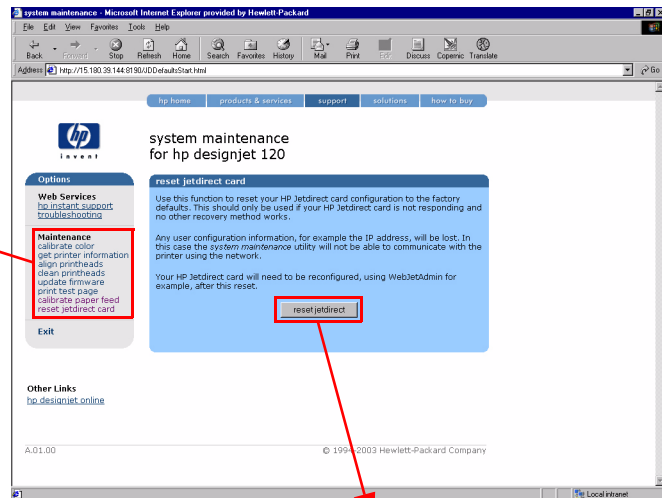 system maintenance - Microsoft Internet Explorer provided by Hewlett-Packard
File Edit View Favorites Tools Help
Back Forward Stop Refresh Home Search Favorites History Mail Print Edit Discuss Copernic Translate
Address http://15.180.39.144:8190/JDDefaultsStart.html Go
hp home products & services support solutions how to buy
hp
invent
system maintenance
for hp designjet 120
Options
Web Services
hp instant support
troubleshooting
Maintenance
calibrate color
get printer information
align printheads
clean printheads
update firmware
print test page
calibrate paper feed
reset jetdirect card
Exit
reset jetdirect card
Use this function to reset your HP Jetdirect card configuration to the factory
defaults. This should only be used if your HP Jetdirect card is not responding and
no other recovery method works.
Any user configuration information, for example the IP address, will be lost. In
this case the system maintenance utility will not be able to communicate with the
printer using the network.
Your HP Jetdirect card will need to be reconfigured, using WebJetAdmin for
example, after this reset.
reset jetdirect
Other Links
hp designjet online
A.01.00
© 1994-2003 Hewlett-Packard Company
Local intranet